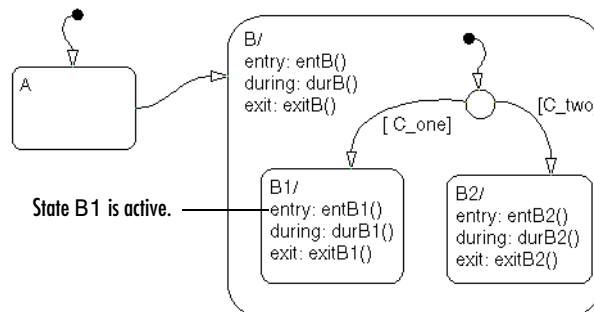 A
B/
entry: entB()
during: durB()
exit: exitB()
[ C_one]
[C_two]
State B1 is active.
B1/
entry: entB1()
during: durB1()
exit: exitB1()
B2/
entry: entB2()
during: durB2()
exit: exitB2()